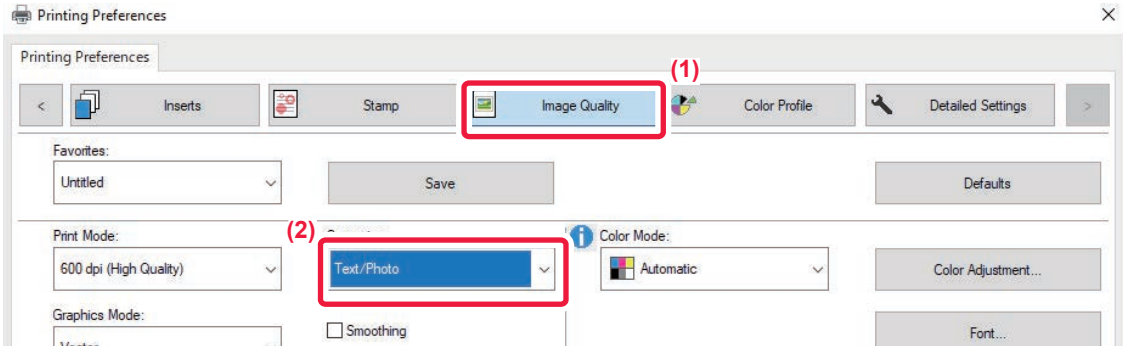 Printing Preferences
Printing Preferences
(1)
< Inserts Stamp Image Quality Color Profile Detailed Settings >
Favorites:
Untitled Save Defaults
(2)
Print Mode: Color Mode:
600 dpi (High Quality) Text/Photo Automatic Color Adjustment...
Graphics Mode:
Smoothing Font...